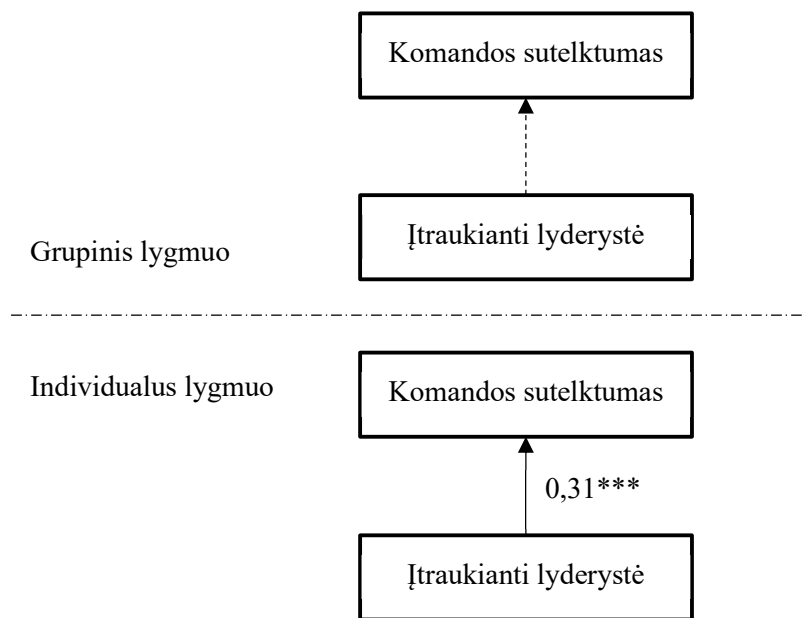 Komandos sutelktumas
Įtraukianti lyderystė
Grupinis lygmuo
Individualus lygmuo
Komandos sutelktumas
0,31***
Įtraukianti lyderystė